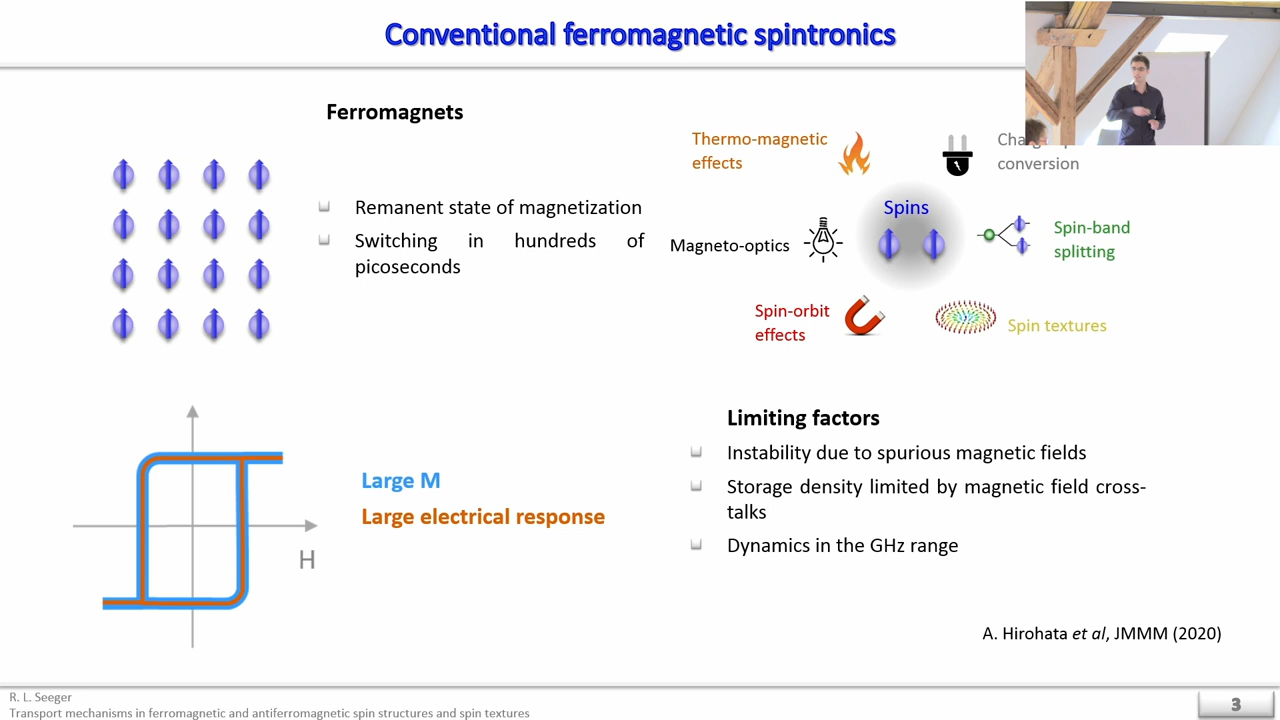 Conventional ferromagnetic spintronics
Ferromagnets
Remanent state of magnetization
Switching in hundreds of
picoseconds
Thermo-magnetic
effects
conversion
Spins
Magneto-optics
Spin-band
splitting
Spin-orbit
effects
Spin textures
H
Large M
Large electrical response
Limiting factors
Instability due to spurious magnetic fields
Storage density limited by magnetic field cross-
talks
Dynamics in the GHz range
A. Hirohata et al, JMMM (2020)
R. L. Seeger
Transport mechanisms in ferromagnetic and antiferromagnetic spin structures and spin textures
3